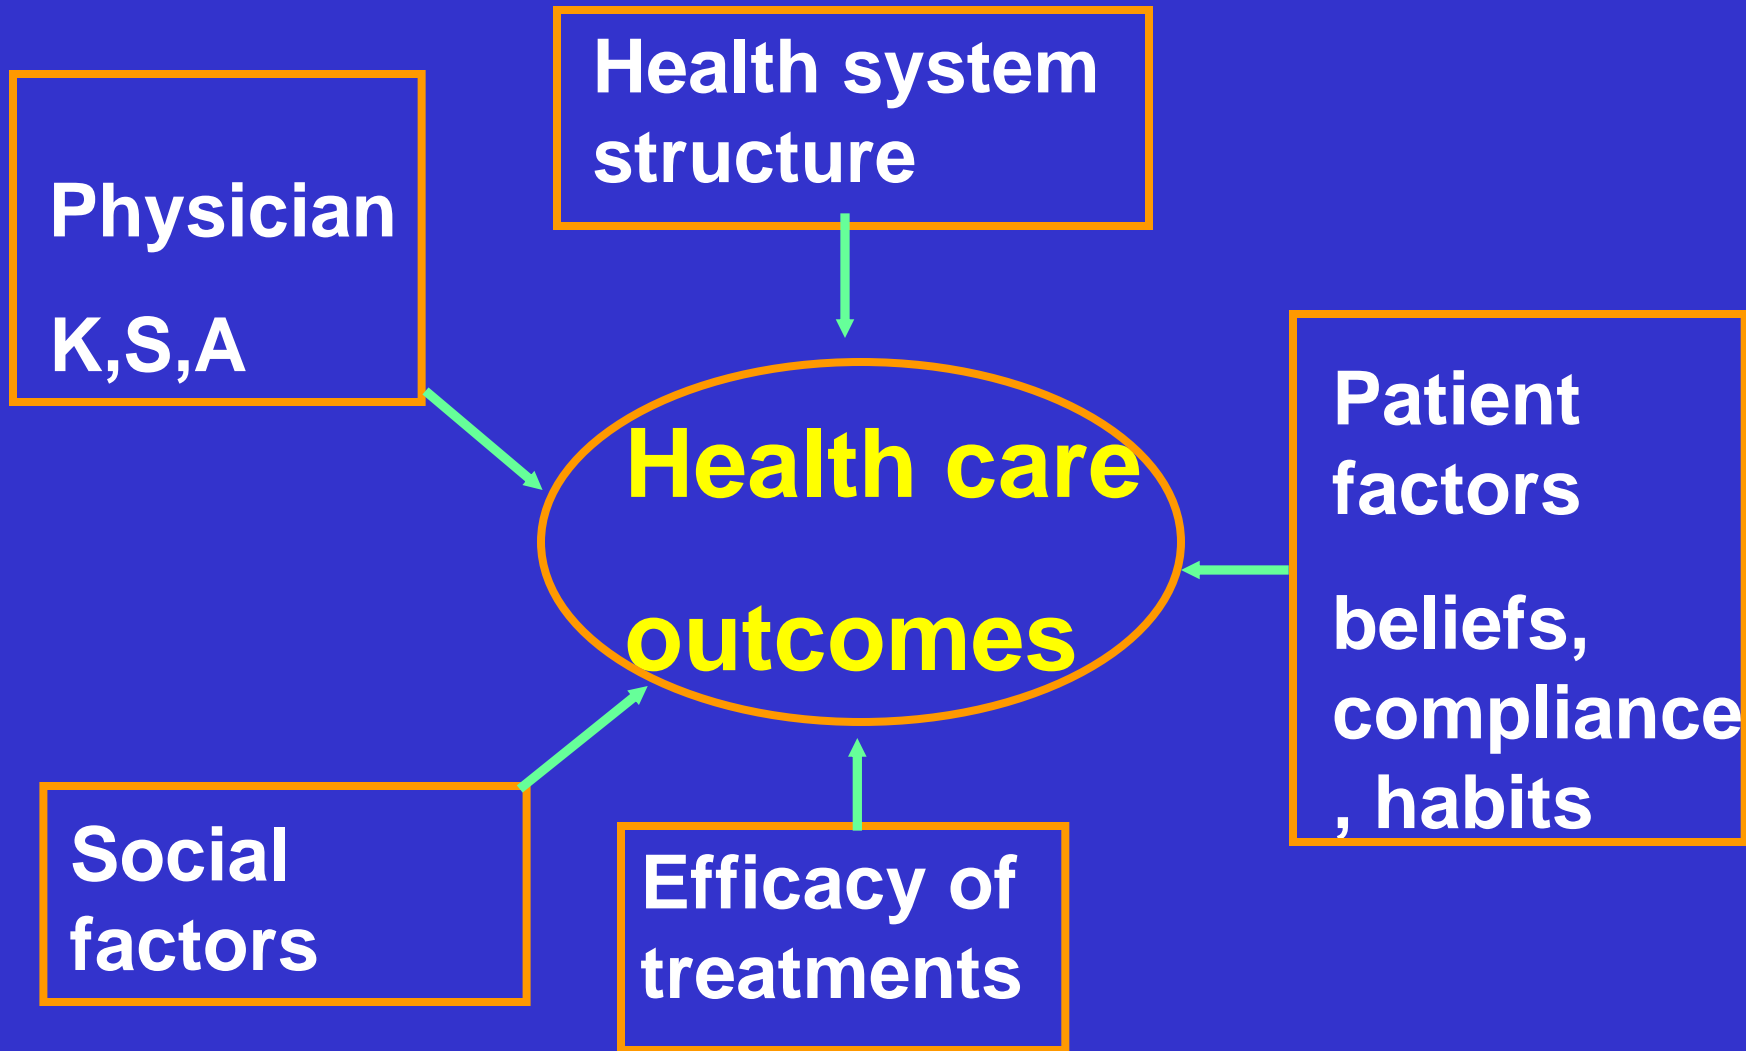 Health system
structure
Physician
K,S,A
Health care
outcomes
Patient
factors
beliefs,
compliance
, habits
Social
factors
Efficacy of
treatments